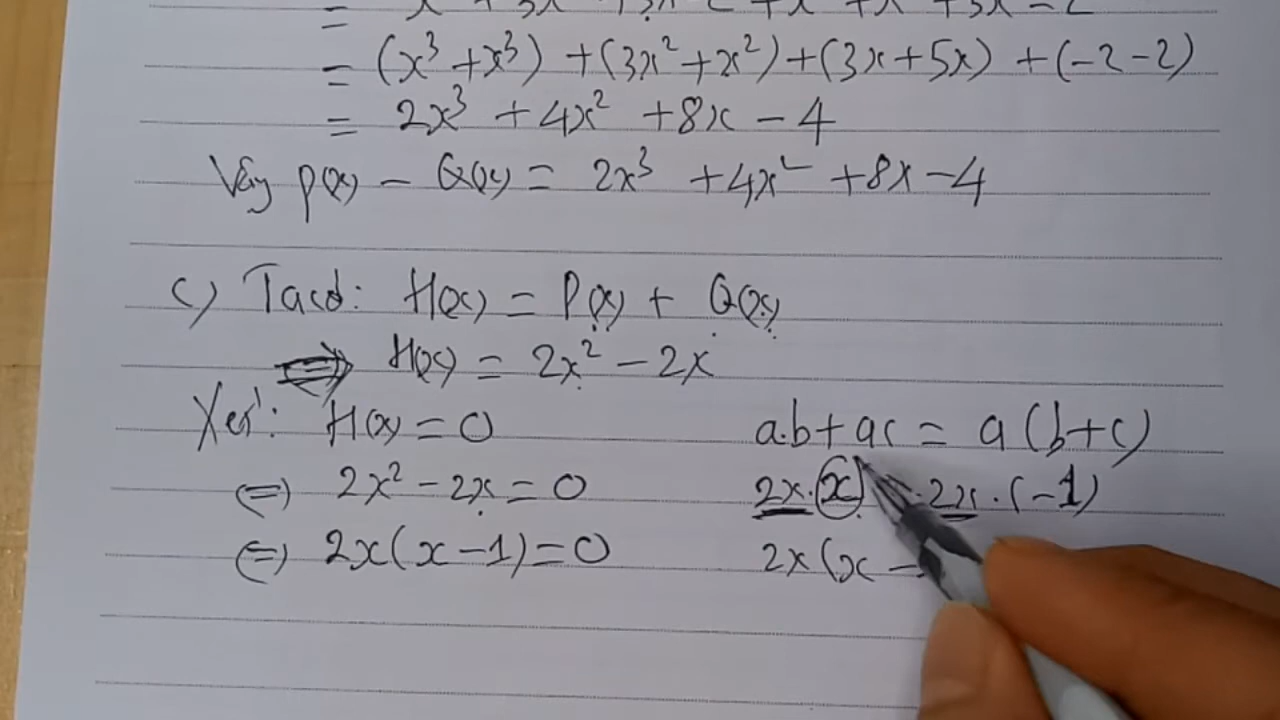 = (x³ + x³) + (3x² + x²) + (3x + 5x) + (-2 - 2)
= 2x³ + 4x² + 8x - 4
Vậy P(x) - Q(x) = 2x³ + 4x² + 8x - 4
c) Ta có: H(x) = P(x) + Q(x)
⇒ H(x) = 2x² - 2x
Xét: H(x) = 0
⇔ 2x² - 2x = 0
⇔ 2x(x - 1) = 0
a.b + ac = a(b + c)
2x.x 2x.(-1)
2x(x -